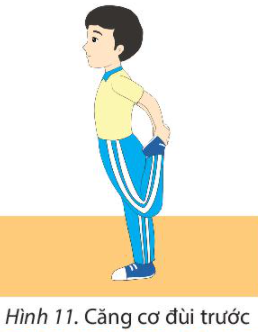 Hình 11. Căng cơ đùi trước